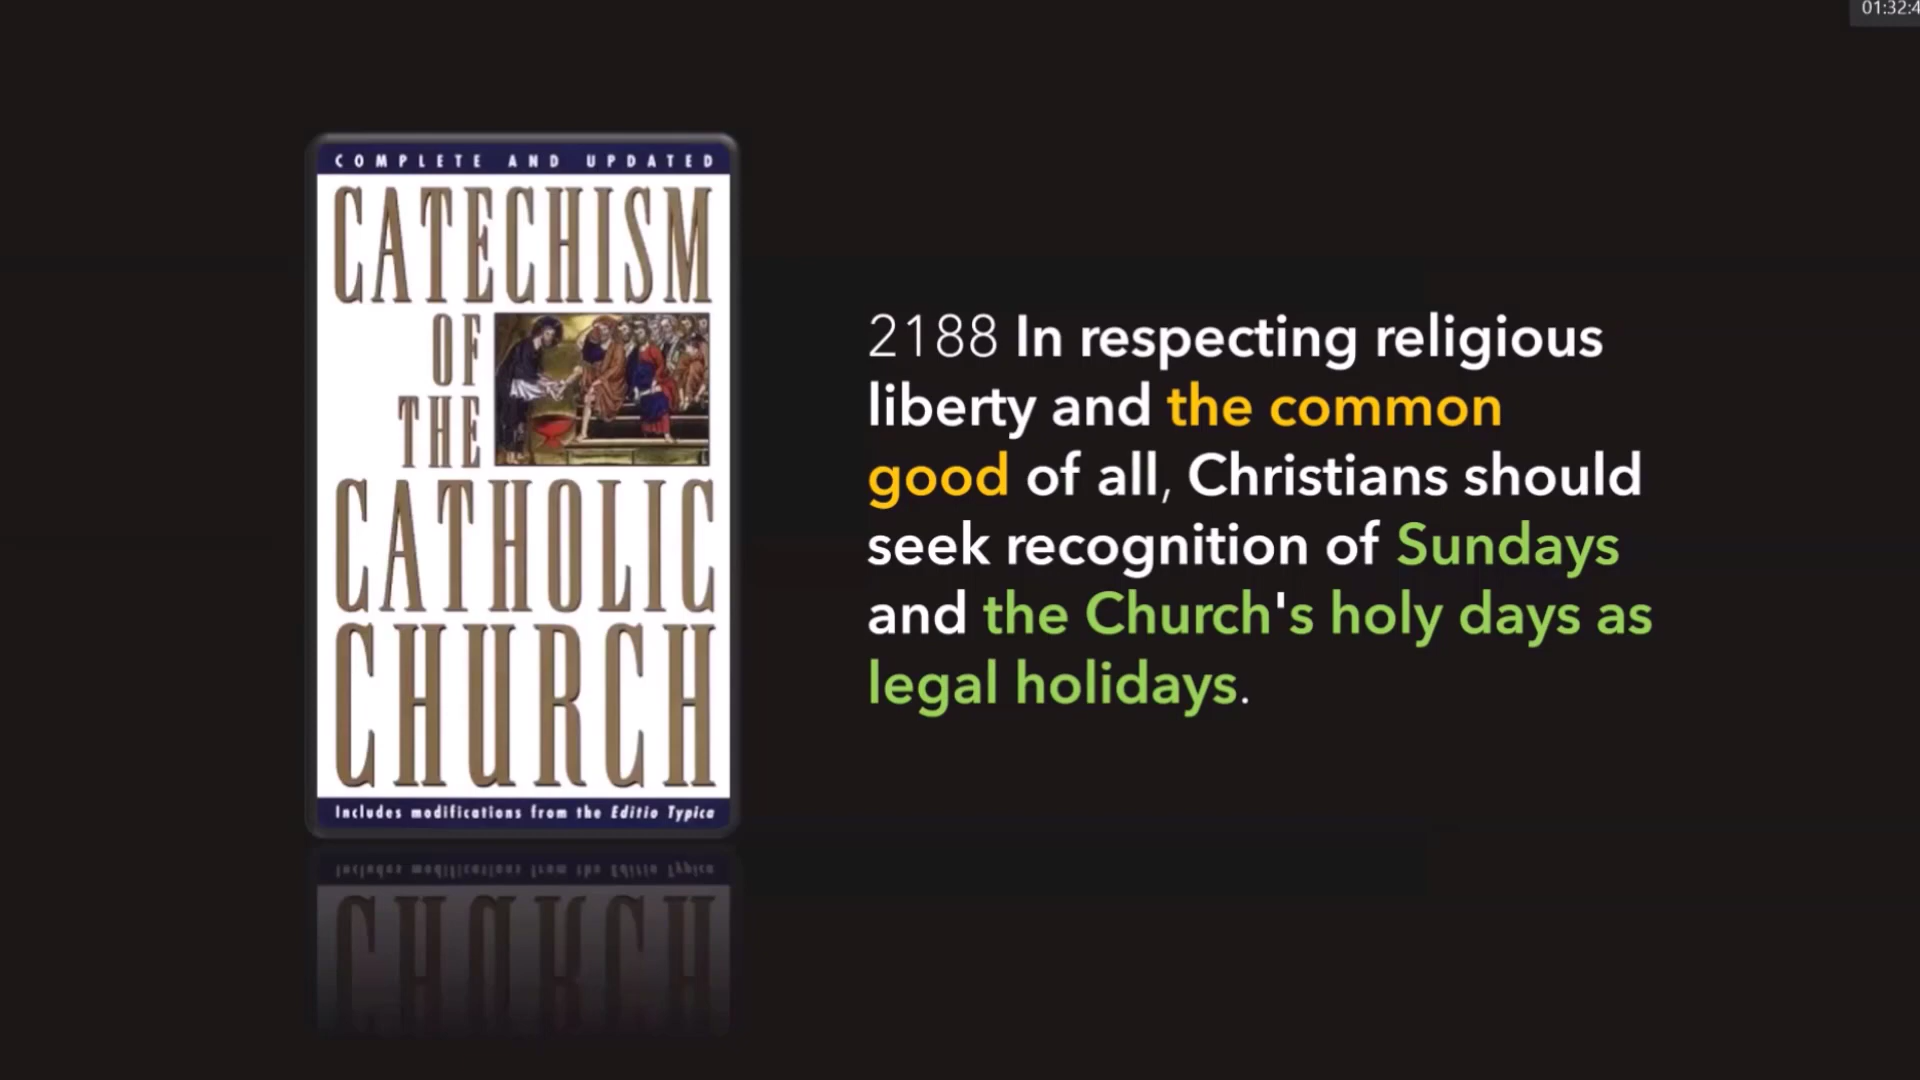 01:32:4
COMPLETE AND UPDATED
CATECHISM
OF
THE
CATHOLIC
CHURCH
Includes modifications from the Editio Typica
2188 In respecting religious
liberty and the common
good of all, Christians should
seek recognition of Sundays
and the Church's holy days as
legal holidays.